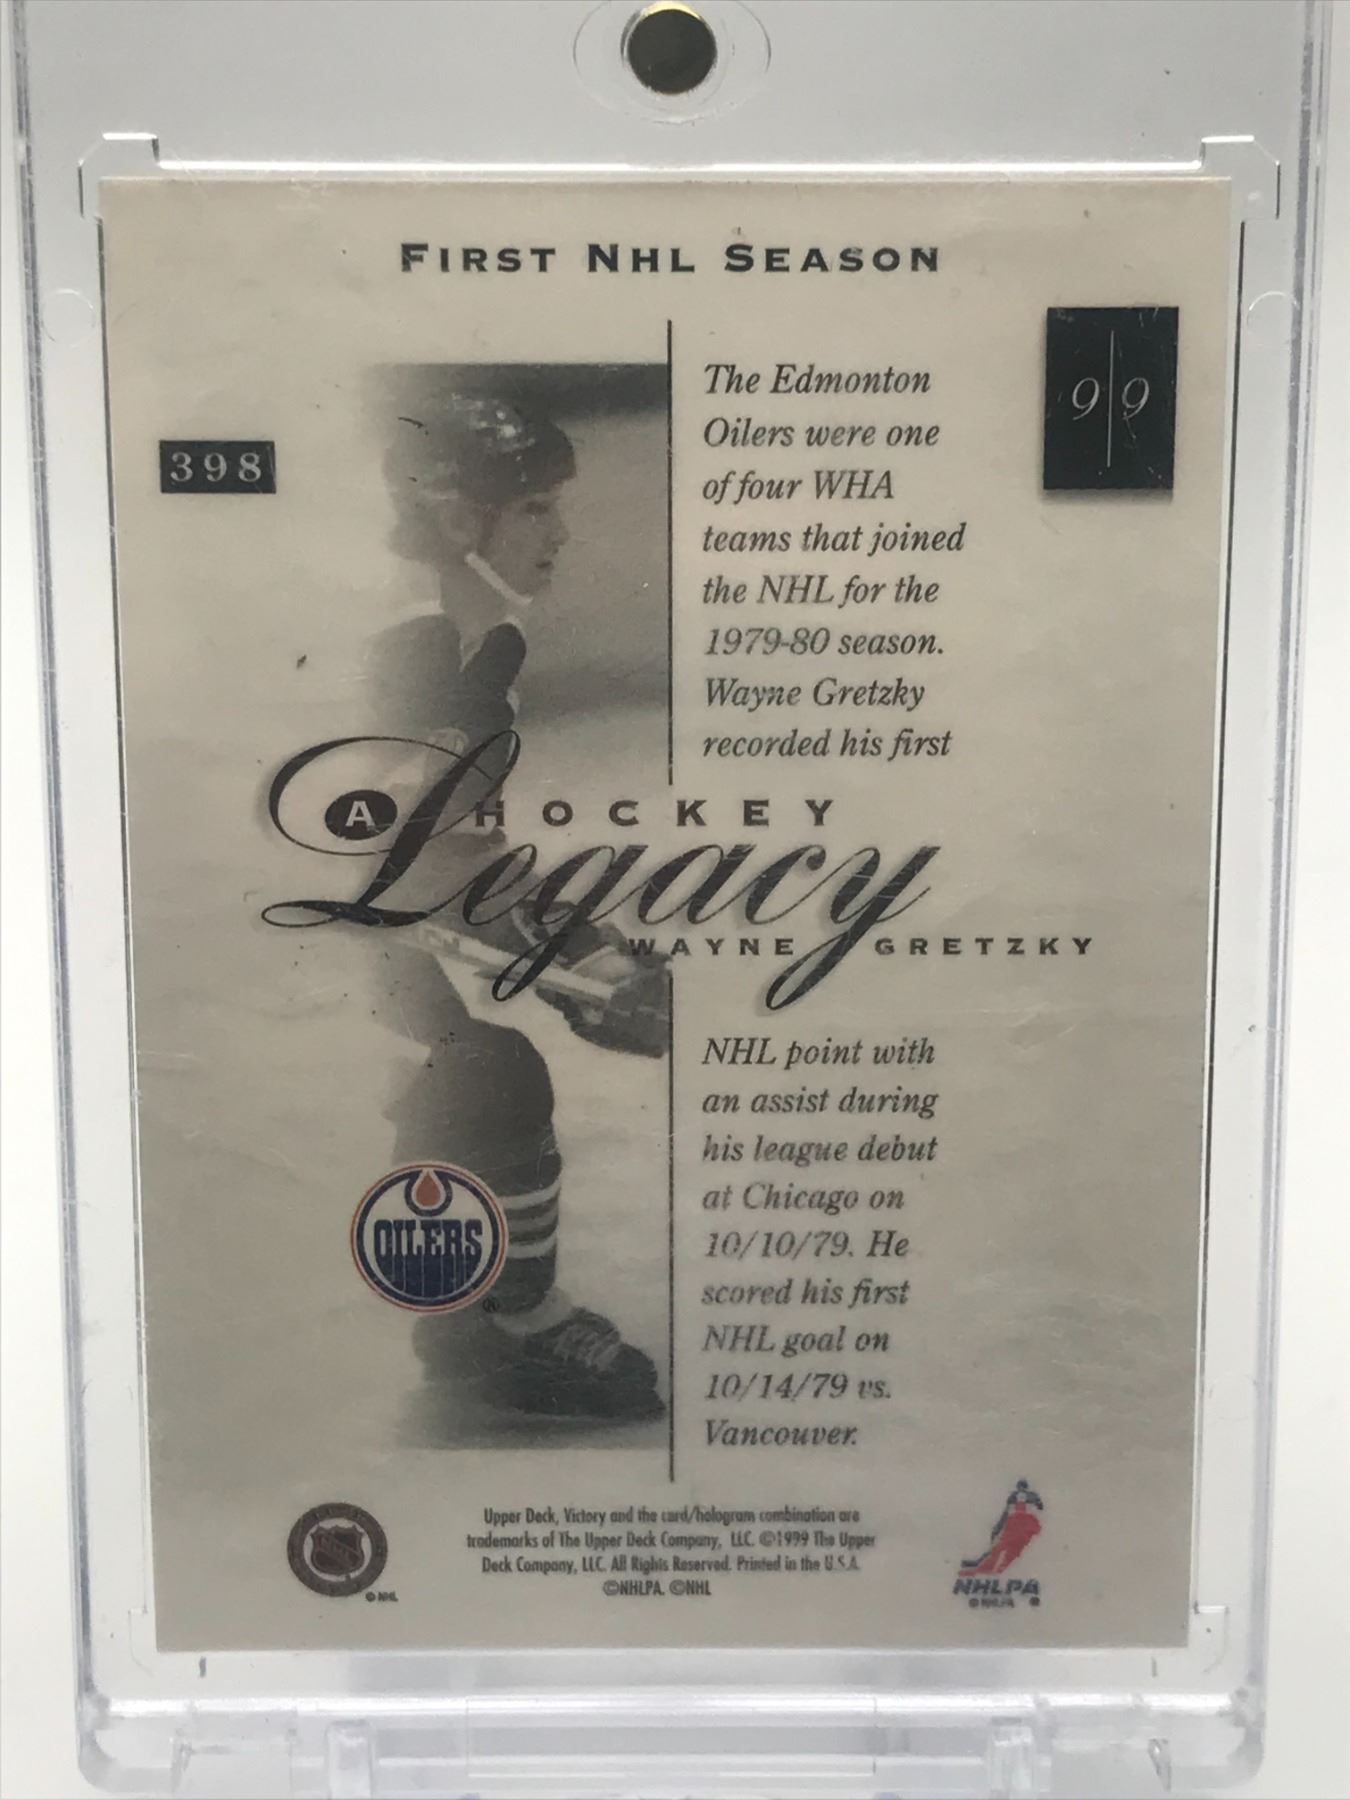 FIRST NHL SEASON
398
9 9
The Edmonton
Oilers were one
of four WHA
teams that joined
the NHL for the
1979-80 season.
Wayne Gretzky
recorded his first
A HOCKEY
Legacy
WAYNE GRETZKY
NHL point with
an assist during
his league debut
at Chicago on
10/10/79. He
scored his first
NHL goal on
10/14/79 vs.
Vancouver.
OILERS
®
Upper Deck, Victory and the card/hologram combination are
trademarks of The Upper Deck Company, LLC. ©1999 The Upper
Deck Company, LLC. All Rights Reserved. Printed in the U.S.A.
©NHLPA. ©NHL
NHL
© NHL
NHLPA